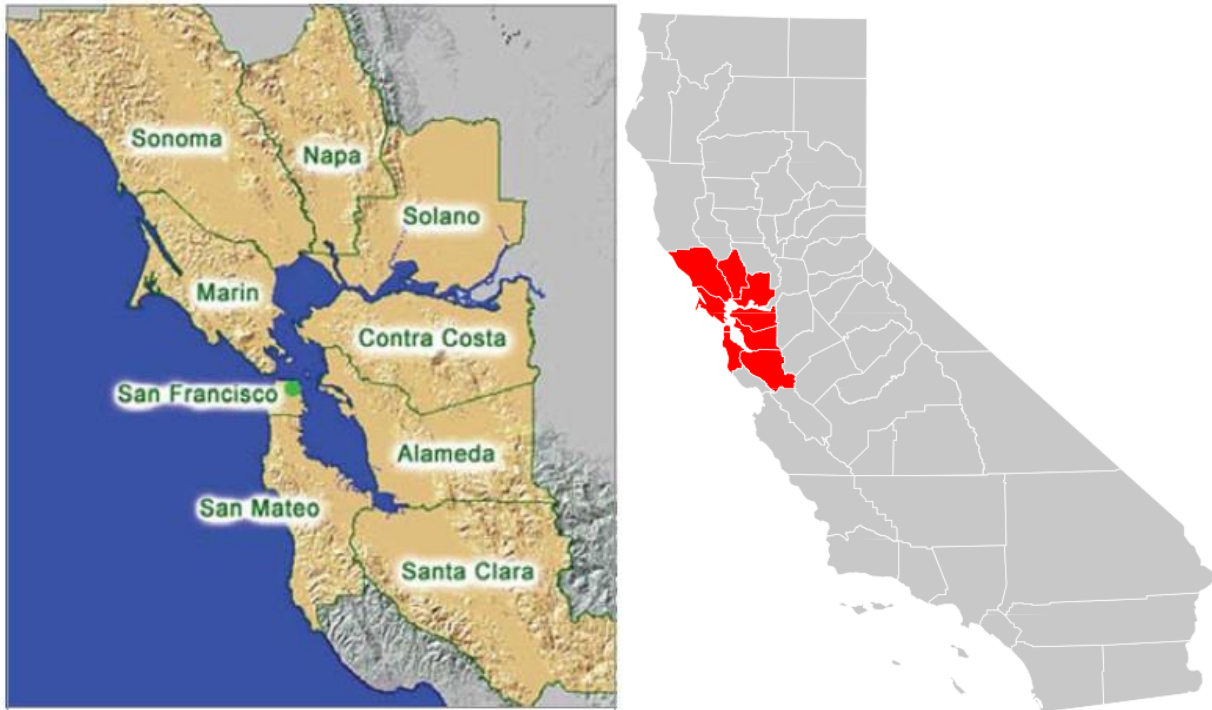 Sonoma
Napa
Solano
Marin
Contra Costa
San Francisco
Alameda
San Mateo
Santa Clara